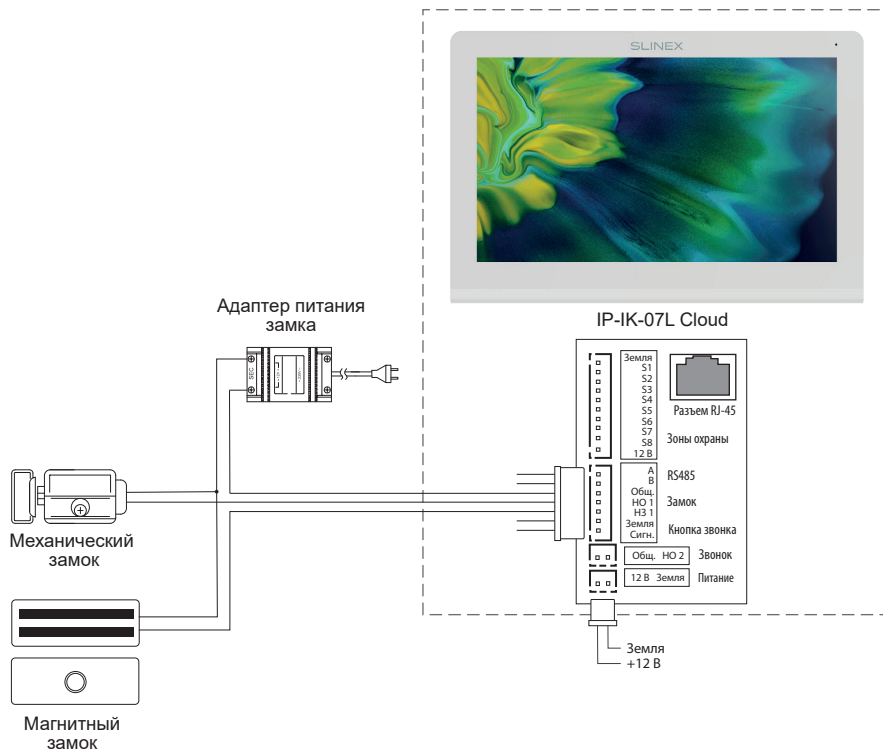 SLINEX
IP-IK-07L Cloud
Адаптер питания
замка
SEC
Земля
S1
S2
S3
S4
S5
S6
S7
S8
12 В
Разъем RJ-45
Зоны охраны
A
B
Общ.
НО 1
НЗ 1
Земля
Сигн.
RS485
Замок
Кнопка звонка
Общ. НО 2
Звонок
12 В Земля
Питание
Земля
+12 В
Механический
замок
Магнитный
замок